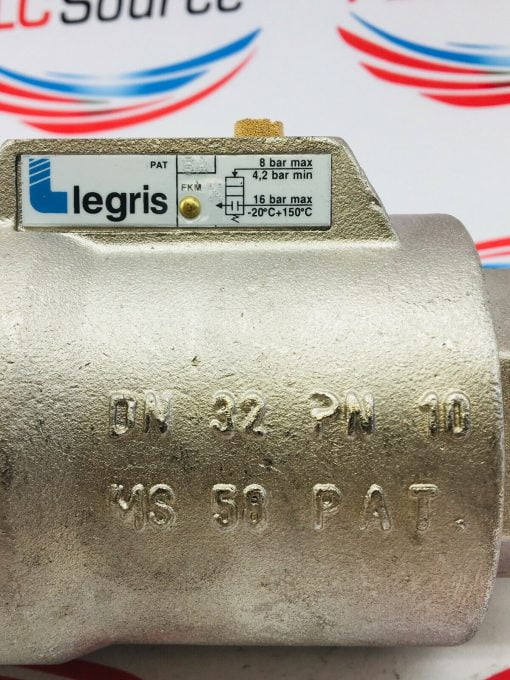 LCSource
PAT
8 bar max
4,2 bar min
FKM
legris
16 bar max
-20°C+150°C
DN 32 PN 10
MS 58 PAT.